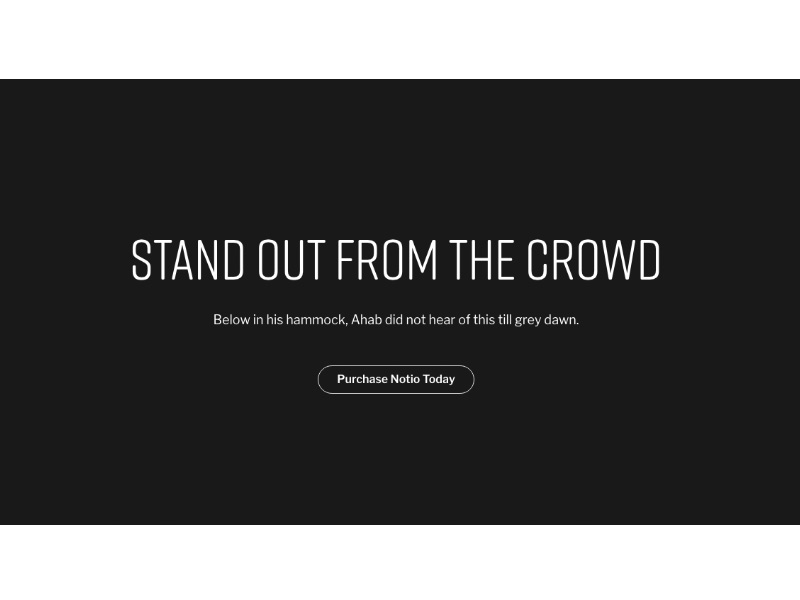 STAND OUT FROM THE CROWD
Below in his hammock, Ahab did not hear of this till grey dawn.
Purchase Notio Today